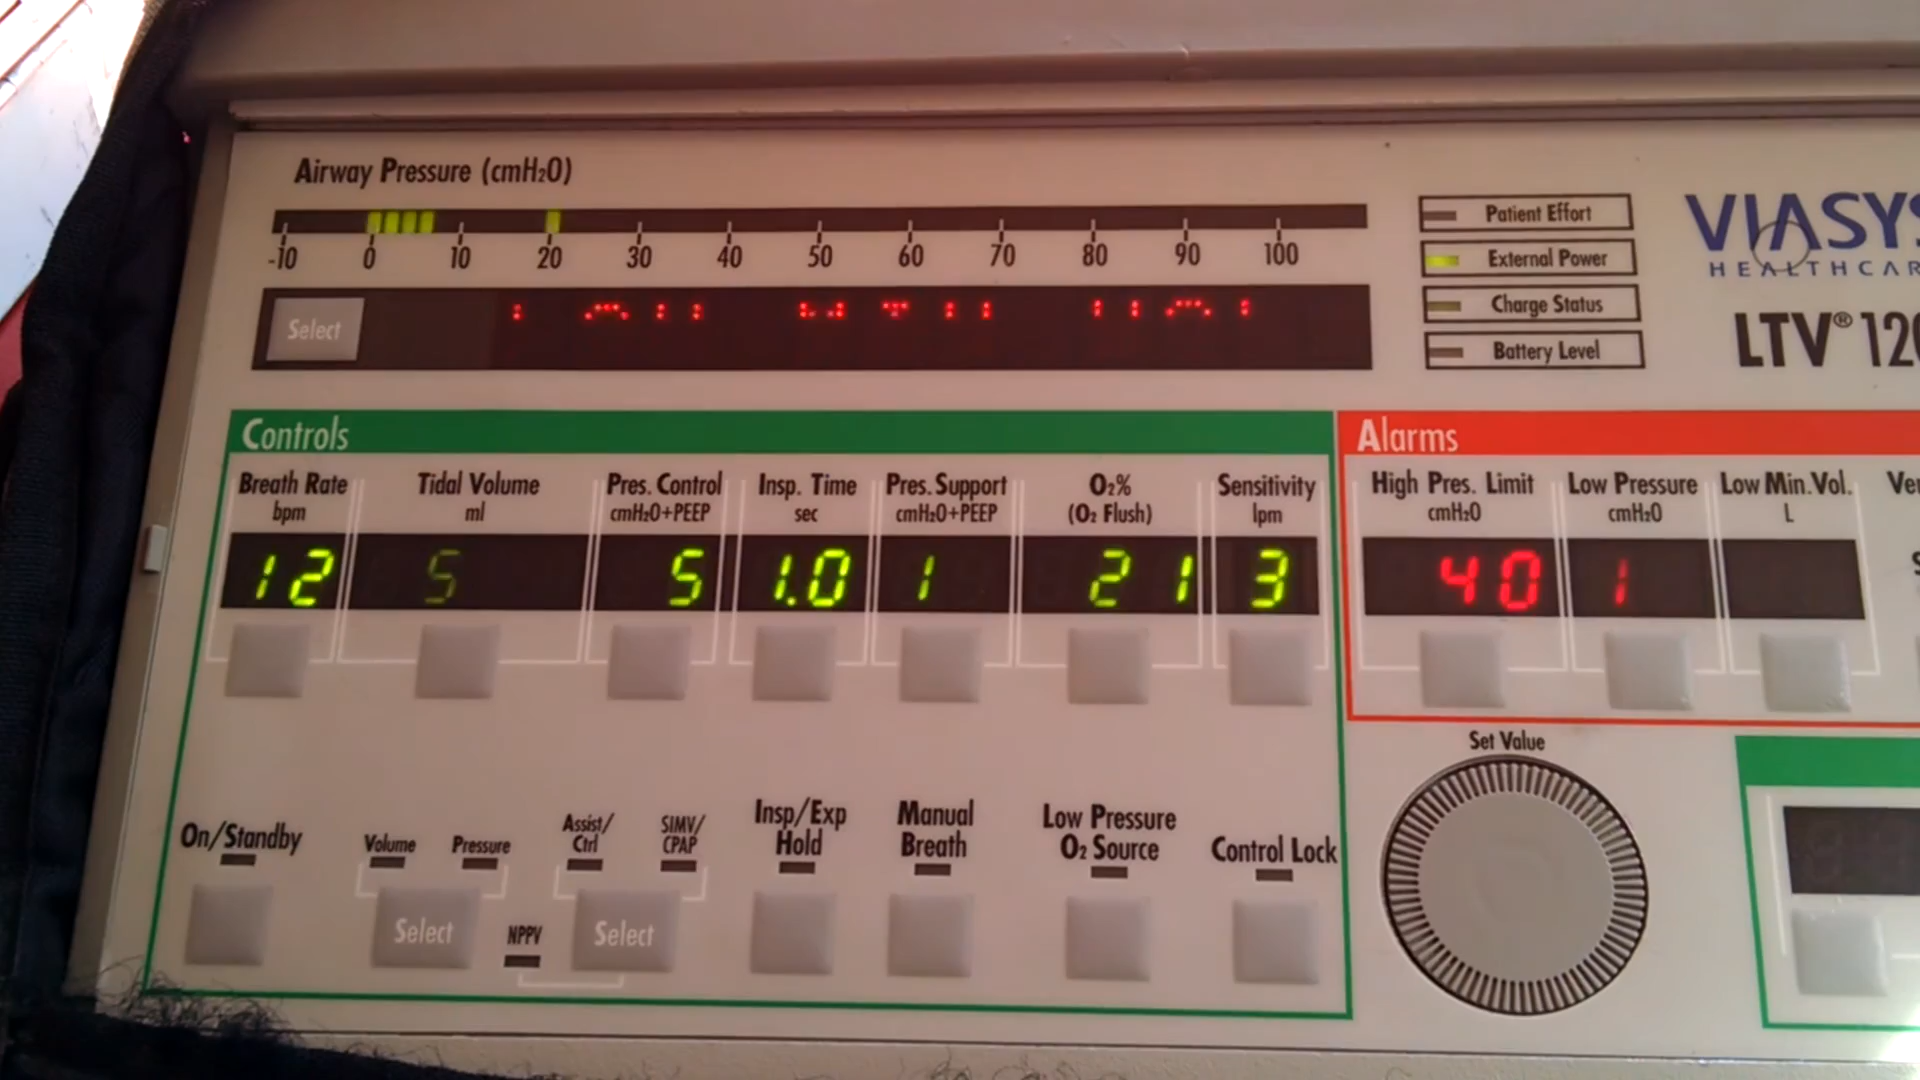 Airway Pressure (cmH₂O)
-10 0 10 20 30 40 50 60 70 80 90 100
Select
Patient Effort
External Power
Charge Status
Battery Level
VIASYS
HEALTHCAR
LTV® 120
Controls
Breath Rate
bpm
12
Tidal Volume
ml
5
Pres. Control
cmH₂O+PEEP
5
Insp. Time
sec
1.0
Pres. Support
cmH₂O+PEEP
1
O₂%
(O₂ Flush)
21
Sensitivity
lpm
3
Alarms
High Pres. Limit
cmH₂O
40
Low Pressure
cmH₂O
1
Low Min. Vol.
L
On/Standby
Volume
Pressure
Select
NPPV
Assist/
Ctrl
SIMV/
CPAP
Select
Insp/Exp
Hold
Manual
Breath
Low Pressure
O₂ Source
Control Lock
Set Value